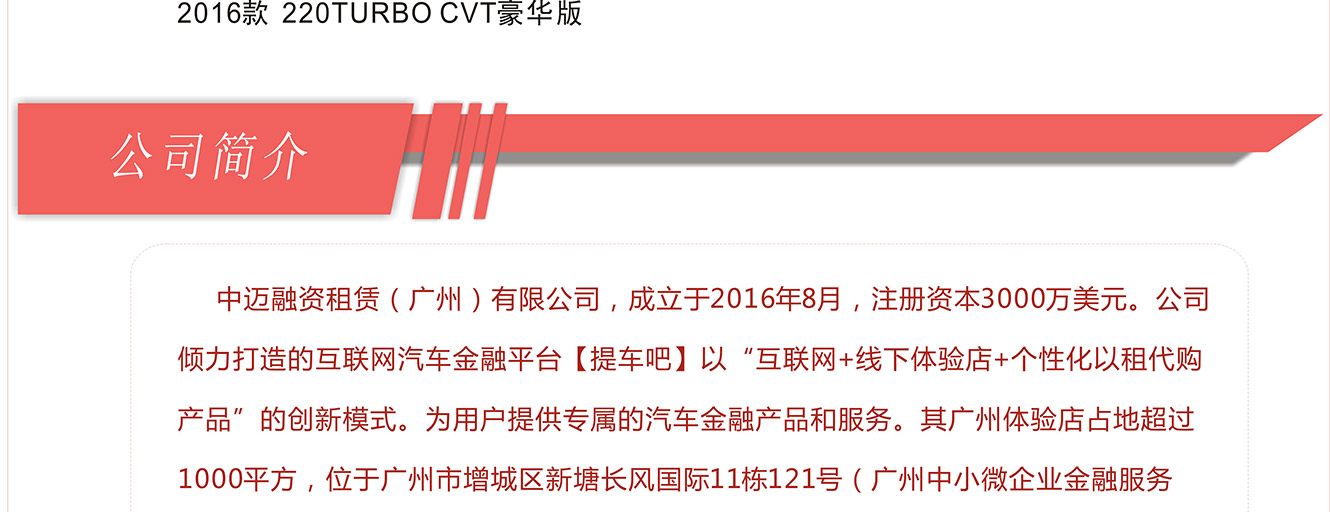 2016款 220TURBO CVT豪华版
公司简介
中迈融资租赁（广州）有限公司，成立于2016年8月，注册资本3000万美元。公司
倾力打造的互联网汽车金融平台【提车吧】以“互联网+线下体验店+个性化以租代购
产品”的创新模式。为用户提供专属的汽车金融产品和服务。其广州体验店占地超过
1000平方，位于广州市增城区新塘长风国际11栋121号（广州中小微企业金融服务